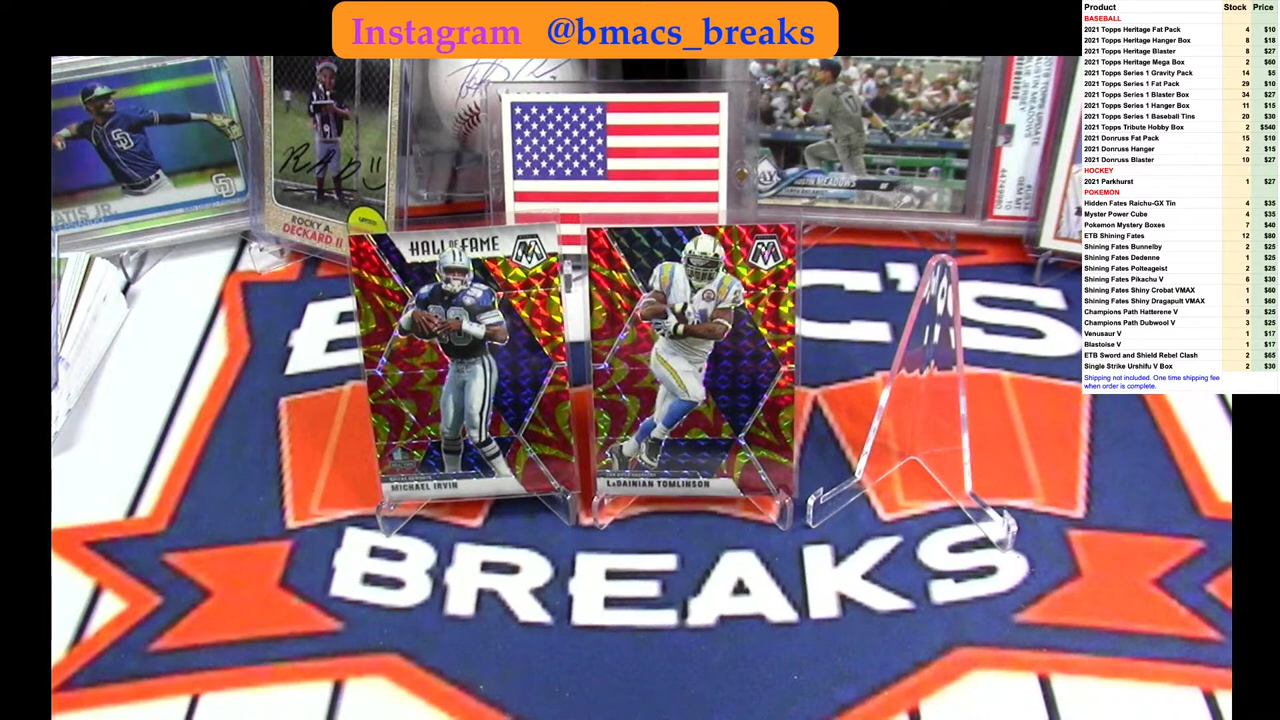 Instagram @bmacs_breaks
Product Stock Price
BASEBALL
2021 Topps Heritage Fat Pack 4 $10
2021 Topps Heritage Hanger Box 8 $18
2021 Topps Heritage Blaster 8 $27
2021 Topps Heritage Mega Box 2 $60
2021 Topps Series 1 Gravity Pack 14 $5
2021 Topps Series 1 Fat Pack 29 $10
2021 Topps Series 1 Blaster Box 34 $27
2021 Topps Series 1 Hanger Box 11 $15
2021 Topps Series 1 Baseball Tins 20 $30
2021 Topps Tribute Hobby Box 2 $540
2021 Donruss Fat Pack 15 $10
2021 Donruss Hanger 2 $15
2021 Donruss Blaster 10 $27
HOCKEY
2021 Parkhurst 1 $27
POKEMON
Hidden Fates Raichu-GX Tin 4 $35
Myster Power Cube 4 $35
Pokemon Mystery Boxes 7 $40
ETB Shining Fates 12 $80
Shining Fates Bunnelby 2 $25
Shining Fates Dedenne 1 $25
Shining Fates Polteageist 2 $25
Shining Fates Pikachu V 6 $30
Shining Fates Shiny Crobat VMAX 1 $60
Shining Fates Shiny Dragapult VMAX 1 $60
Champions Path Hatterene V 9 $25
Champions Path Dubwool V 3 $25
Venusaur V 1 $17
Blastoise V 1 $17
ETB Sword and Shield Rebel Clash 2 $65
Single Strike Urshifu V Box 2 $30
Shipping not included. One time shipping fee
when order is complete.
SD
ROCKY A.
DECKARD II
AUSTIN MEADOWS
HALL OF FAME
MICHAEL IRVIN
LaDAINIAN TOMLINSON
C'S
BREAKS